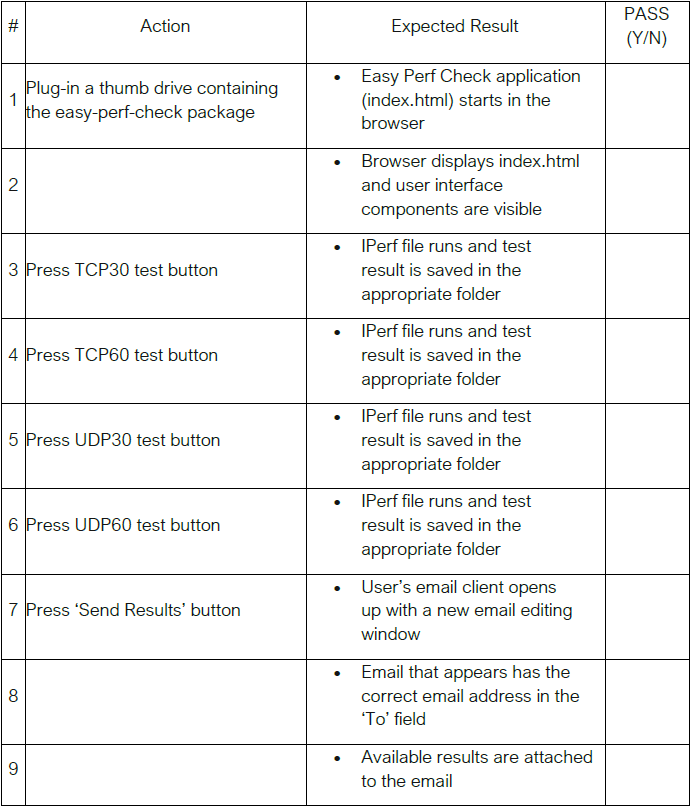 # Action Expected Result PASS
(Y/N)
1 Plug-in a thumb drive containing
the easy-perf-check package
• Easy Perf Check application
(index.html) starts in the
browser
2
• Browser displays index.html
and user interface
components are visible
3 Press TCP30 test button
• IPerf file runs and test
result is saved in the
appropriate folder
4 Press TCP60 test button
• IPerf file runs and test
result is saved in the
appropriate folder
5 Press UDP30 test button
• IPerf file runs and test
result is saved in the
appropriate folder
6 Press UDP60 test button
• IPerf file runs and test
result is saved in the
appropriate folder
7 Press ‘Send Results’ button
• User’s email client opens
up with a new email editing
window
8
• Email that appears has the
correct email address in the
‘To’ field
9
• Available results are attached
to the email